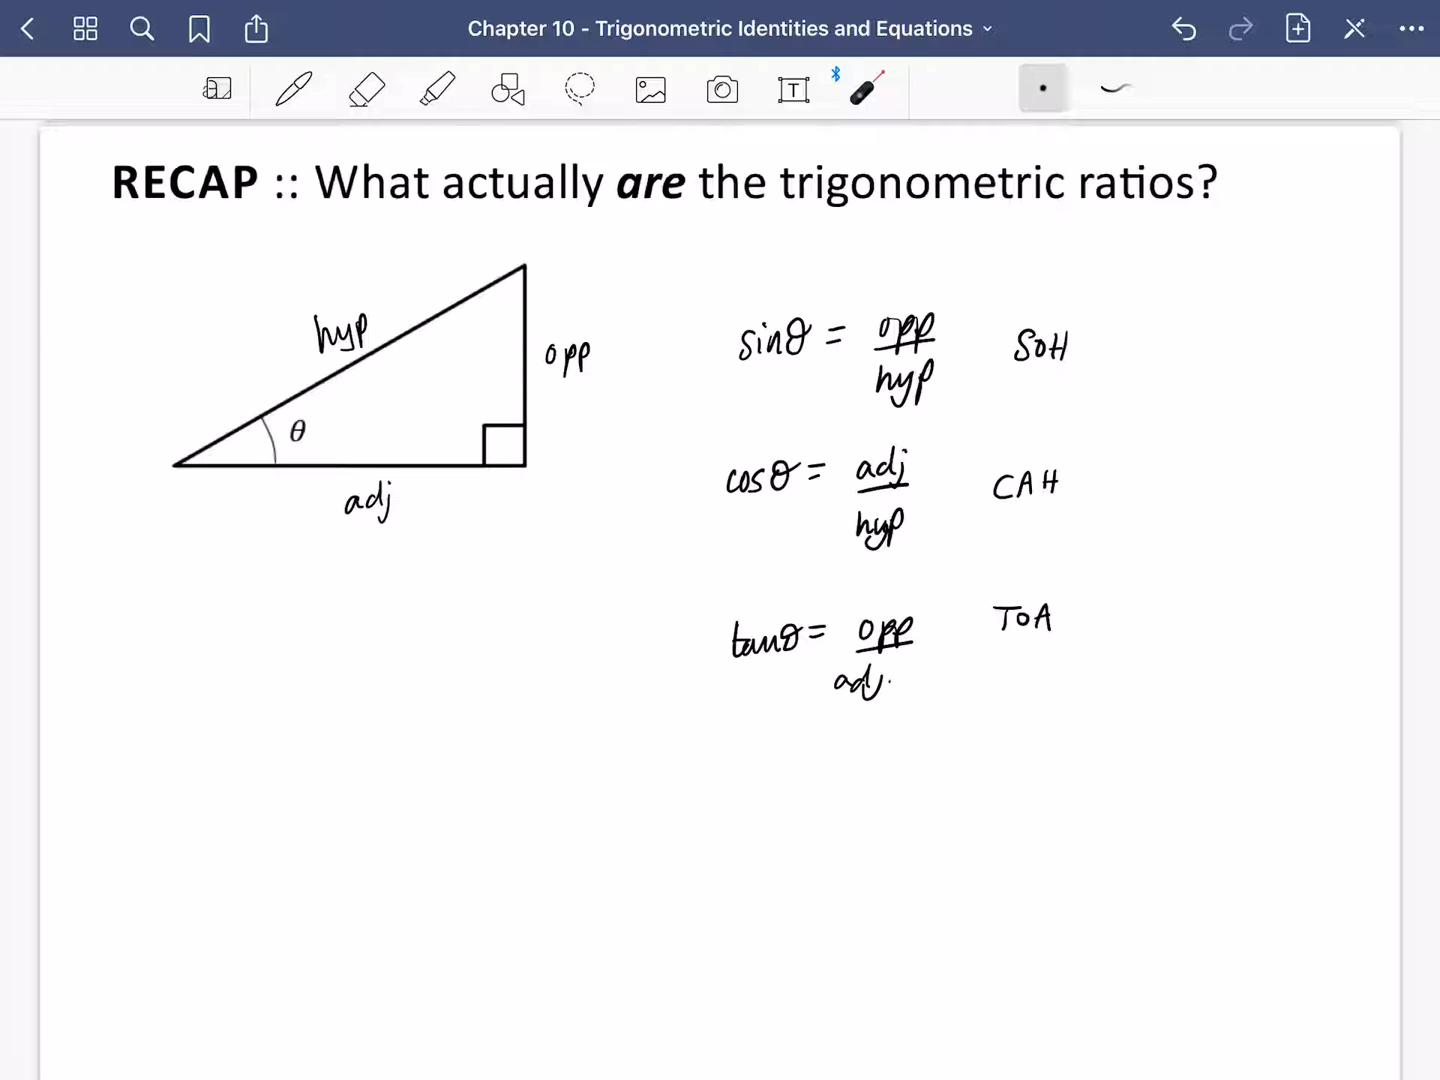 Chapter 10 - Trigonometric Identities and Equations
T
RECAP :: What actually are the trigonometric ratios?
hyp
opp
θ
adj
sinθ = opp/hyp SOH
cosθ = adj/hyp CAH
tanθ = opp/adj. TOA